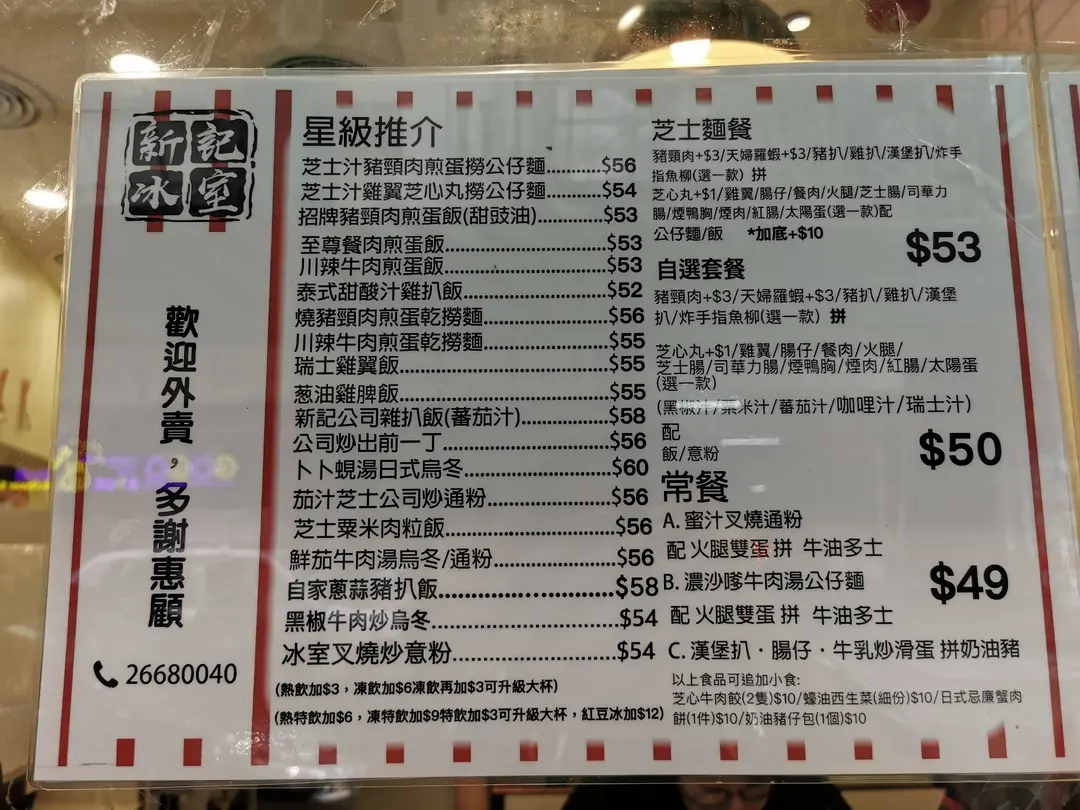 新記
冰室
歡迎外賣，多謝惠顧
26680040
星級推介
芝士汁豬頸肉煎蛋撈公仔麵......$56
芝士汁雞翼芝心丸撈公仔麵......$54
招牌豬頸肉煎蛋飯(甜豉油)......$53
至尊餐肉煎蛋飯......$53
川辣牛肉煎蛋飯......$53
泰式甜酸汁雞扒飯......$52
燒豬頸肉煎蛋乾撈麵......$56
川辣牛肉煎蛋乾撈麵......$55
瑞士雞翼飯......$55
葱油雞脾飯......$55
新記公司雜扒飯(蕃茄汁)......$58
公司炒出前一丁......$56
卜卜蜆湯日式烏冬......$60
茄汁芝士公司炒通粉......$56
芝士粟米肉粒飯......$56
鮮茄牛肉湯烏冬/通粉......$56
自家蔥蒜豬扒飯......$58
黑椒牛肉炒烏冬......$54
冰室叉燒炒意粉......$54
(熱飲加$3，凍飲加$6凍飲再加$3可升級大杯)
(熱特飲加$6，凍特飲加$9特飲加$3可升級大杯，紅豆冰加$12)
芝士麵餐
豬頸肉+$3/天婦羅蝦+$3/豬扒/雞扒/漢堡扒/炸手
指魚柳(選一款) 拼
芝心丸+$1/雞翼/腸仔/餐肉/火腿/芝士腸/司華力
腸/煙鴨胸/煙肉/紅腸/太陽蛋(選一款)配
公仔麵/飯 *加底+$10
$53
自選套餐
豬頸肉+$3/天婦羅蝦+$3/豬扒/雞扒/漢堡
扒/炸手指魚柳(選一款) 拼
芝心丸+$1/雞翼/腸仔/餐肉/火腿/
芝士腸/司華力腸/煙鴨胸/煙肉/紅腸/太陽蛋
(選一款)
(黑椒汁/粟米汁/蕃茄汁/咖喱汁/瑞士汁)
配
飯/意粉
$50
常餐
A. 蜜汁叉燒通粉
配 火腿雙蛋 拼 牛油多士
B. 濃沙嗲牛肉湯公仔麵
$49
配 火腿雙蛋 拼 牛油多士
C. 漢堡扒・腸仔・牛乳炒滑蛋 拼奶油豬
以上食品可追加小食:
芝心牛肉餃(2隻)$10/蠔油西生菜(細份)$10/日式忌廉蟹肉
餅(1件)$10/奶油豬仔包(1個)$10